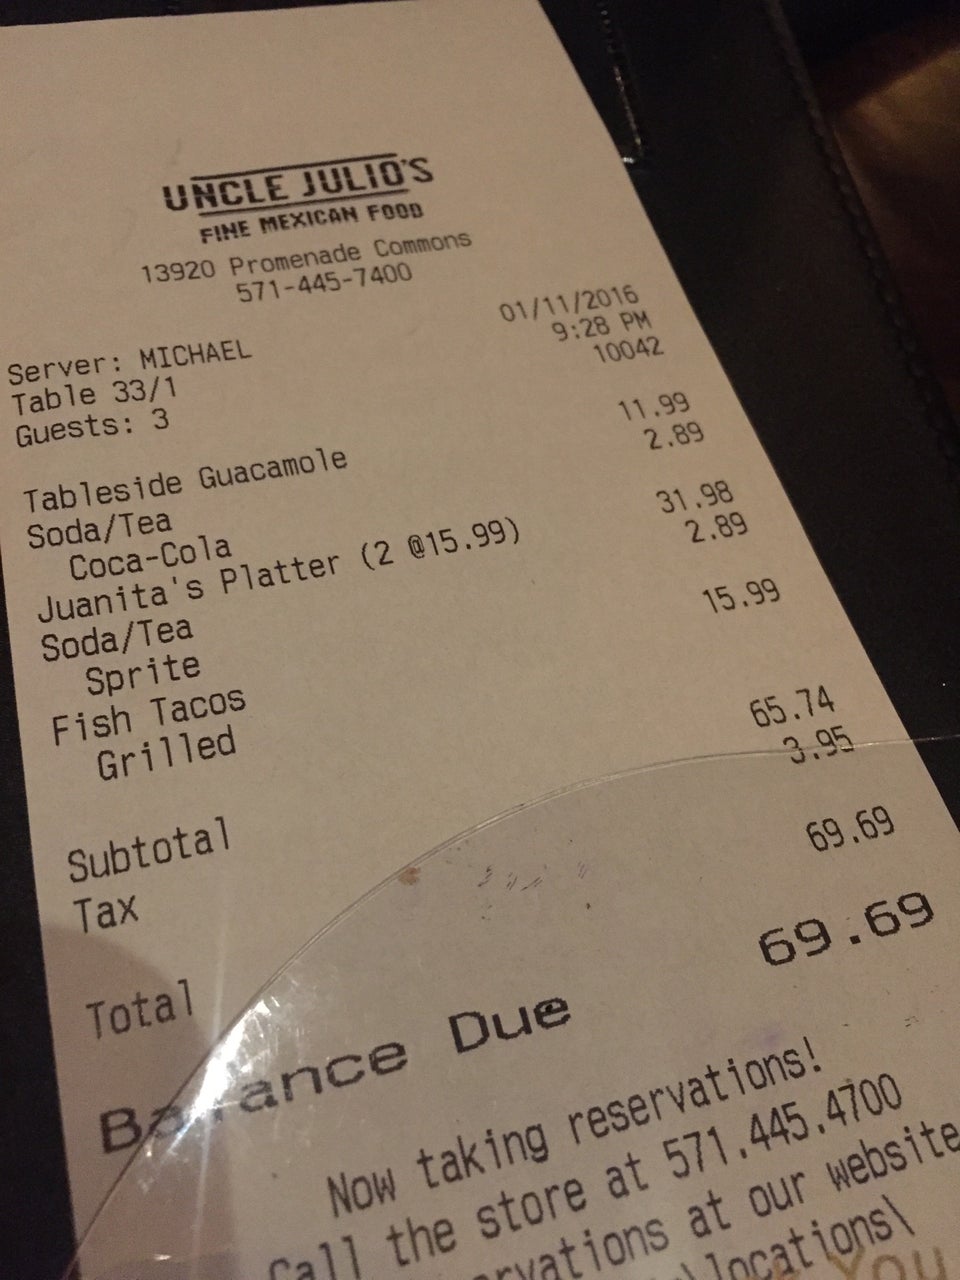 UNCLE JULIO'S
FINE MEXICAN FOOD
13920 Promenade Commons
571-445-7400
Server: MICHAEL 01/11/2016
Table 33/1 9:28 PM
Guests: 3 10042
Tableside Guacamole 11.99
Soda/Tea 2.89
Coca-Cola
Juanita's Platter (2 @15.99) 31.98
Soda/Tea 2.89
Sprite
Fish Tacos 15.99
Grilled
Subtotal 65.74
Tax 3.95
Total 69.69
Balance Due 69.69
Now taking reservations!
Call the store at 571.445.4700
ervations at our website
\locations\
You